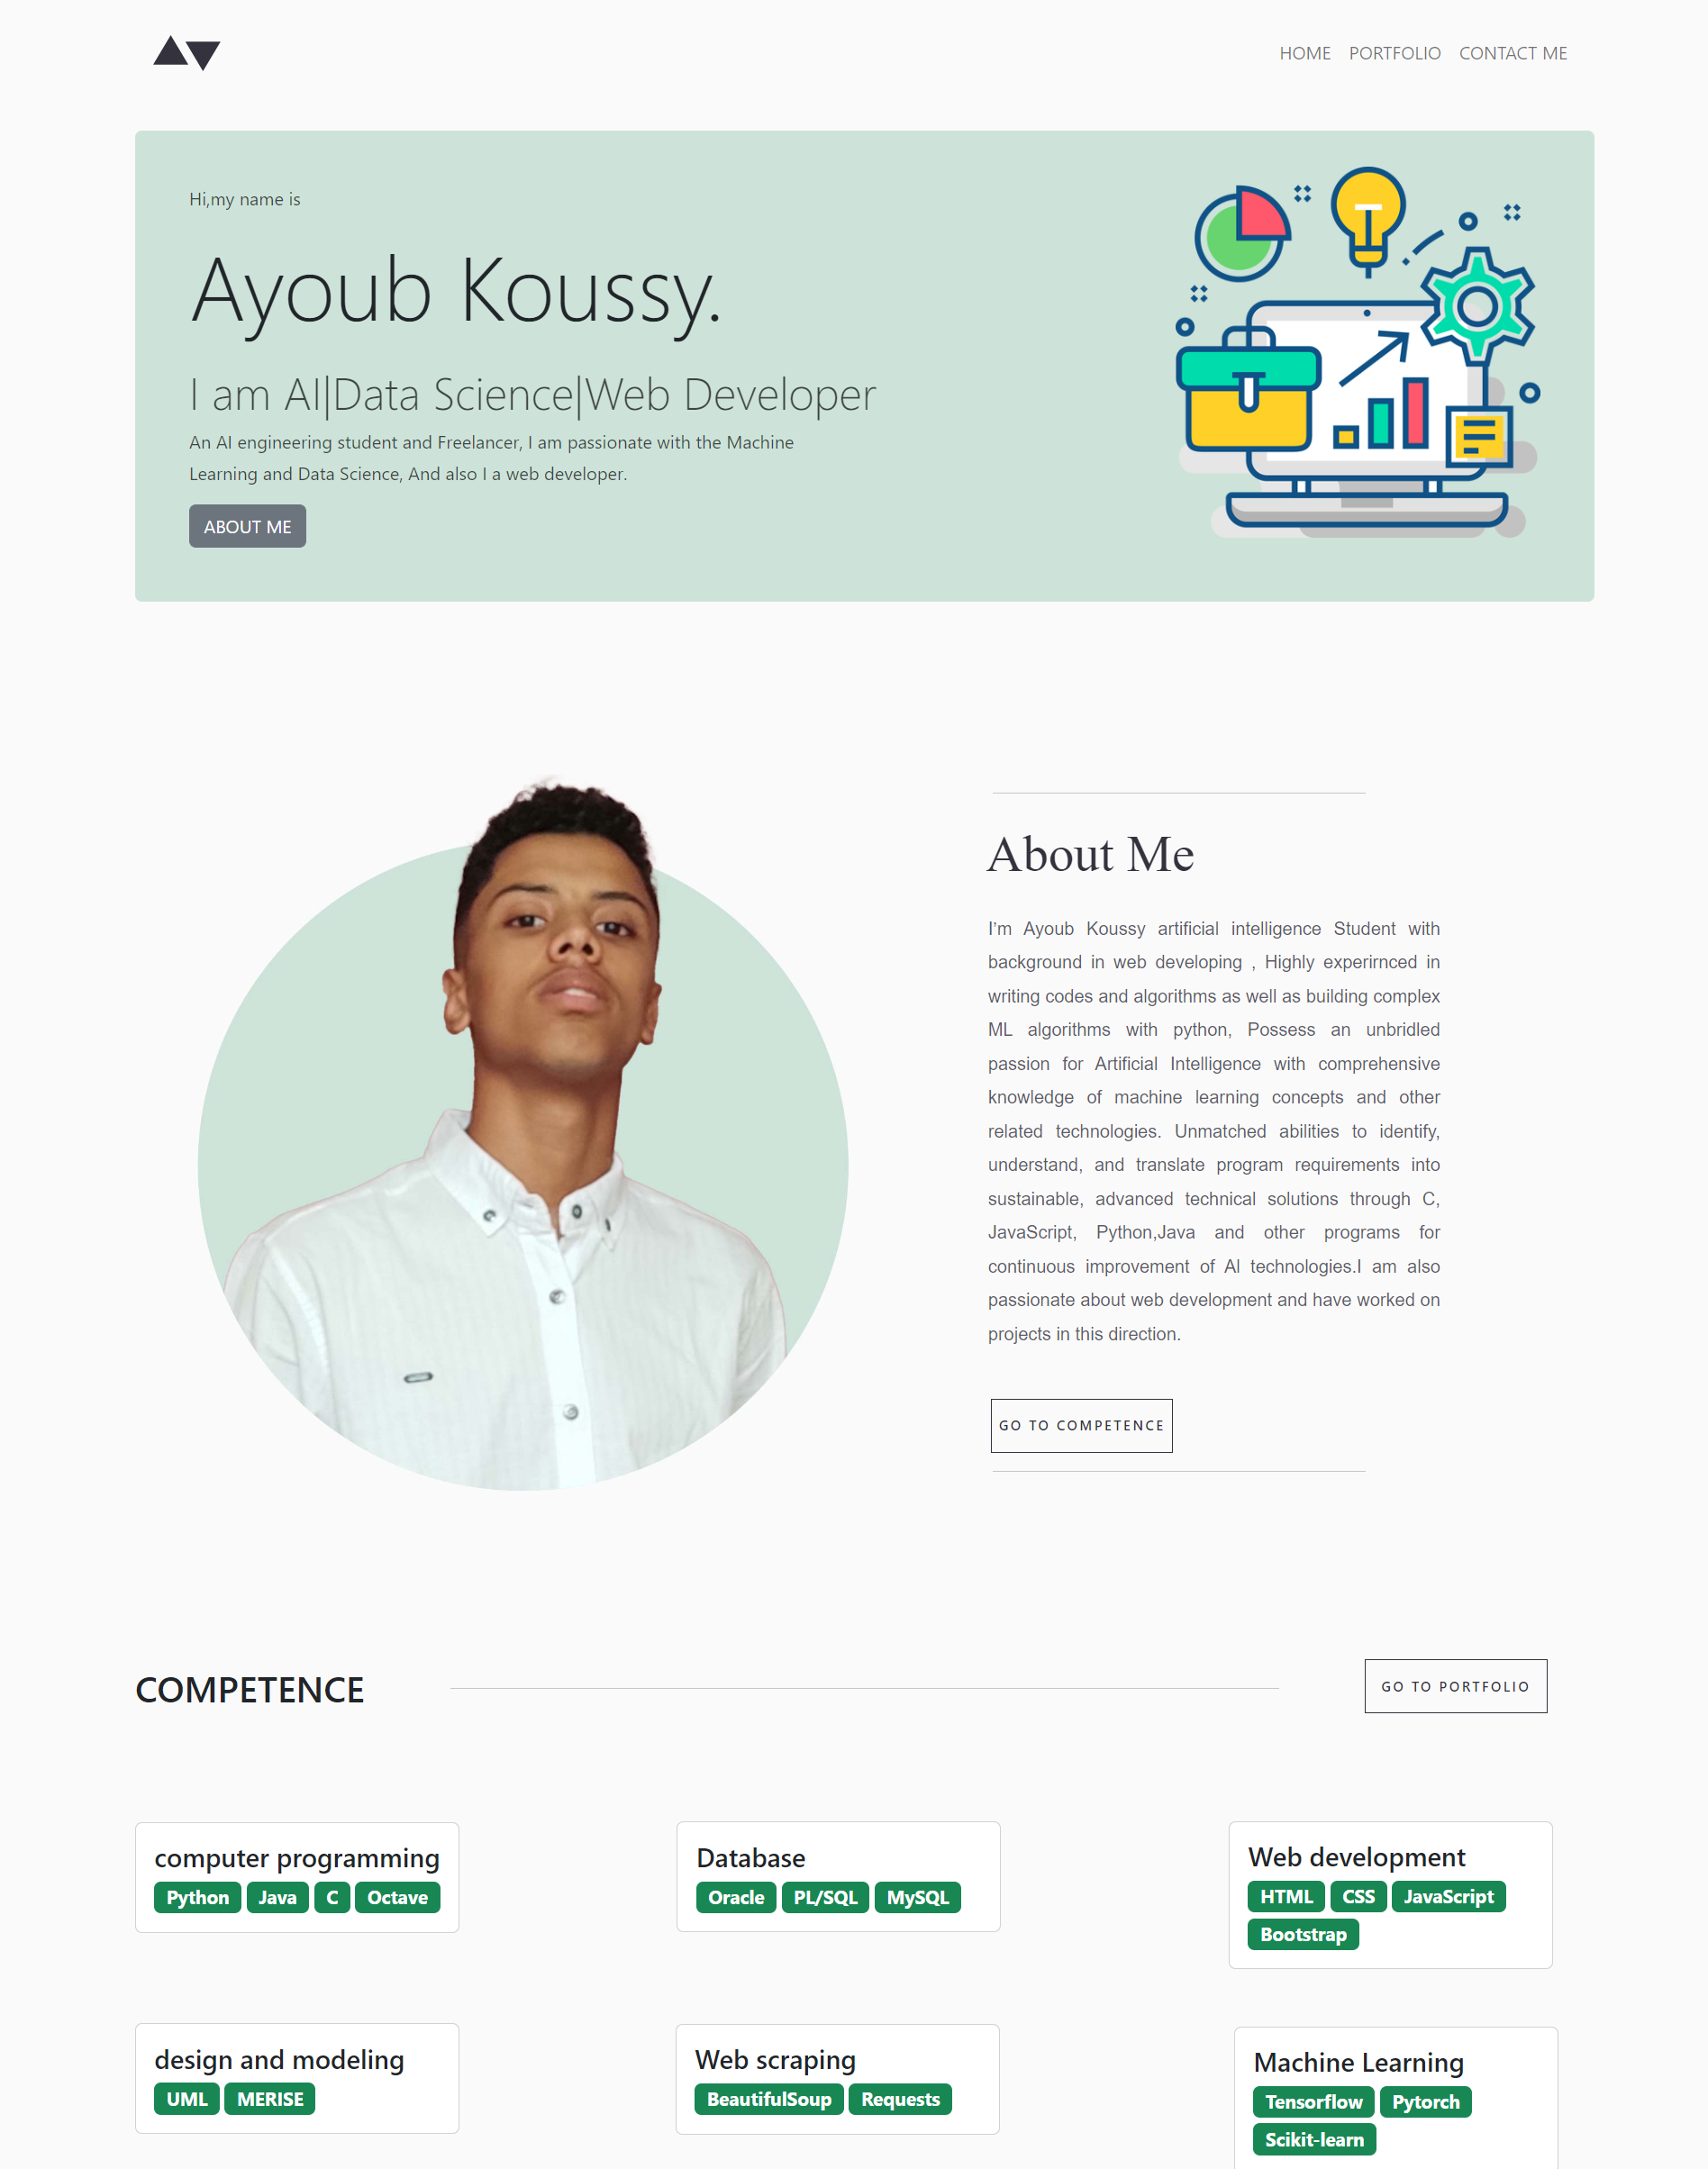 HOME PORTFOLIO CONTACT ME
Hi,my name is
Ayoub Koussy.
I am AI|Data Science|Web Developer
An AI engineering student and Freelancer, I am passionate with the Machine
Learning and Data Science, And also I a web developer.
ABOUT ME
About Me
I'm Ayoub Koussy artificial intelligence Student with
background in web developing , Highly experirnced in
writing codes and algorithms as well as building complex
ML algorithms with python, Possess an unbridled
passion for Artificial Intelligence with comprehensive
knowledge of machine learning concepts and other
related technologies. Unmatched abilities to identify,
understand, and translate program requirements into
sustainable, advanced technical solutions through C,
JavaScript, Python,Java and other programs for
continuous improvement of AI technologies.I am also
passionate about web development and have worked on
projects in this direction.
GO TO COMPETENCE
COMPETENCE
GO TO PORTFOLIO
computer programming
Python Java C Octave
Database
Oracle PL/SQL MySQL
Web development
HTML CSS JavaScript
Bootstrap
design and modeling
UML MERISE
Web scraping
BeautifulSoup Requests
Machine Learning
Tensorflow Pytorch
Scikit-learn